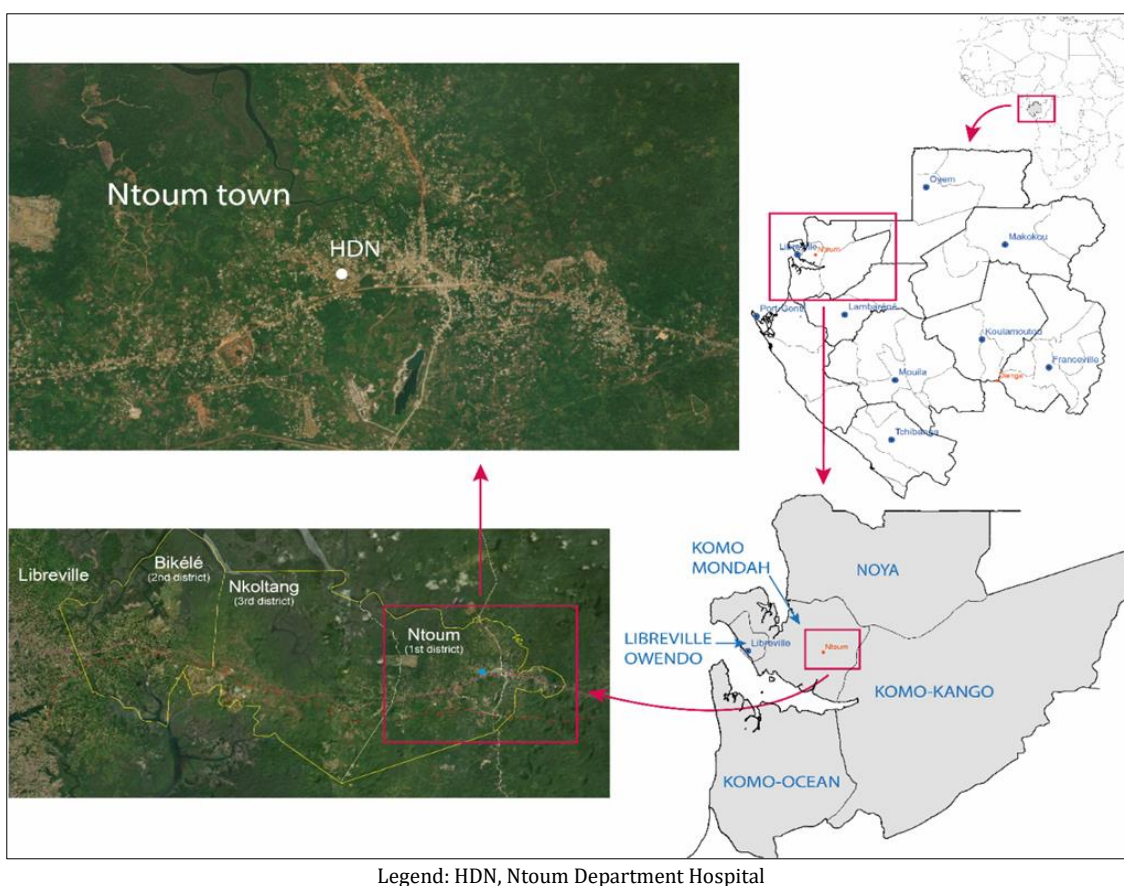 Ntoum town
HDN
Oyem
Makokou
Libreville
Ntoum
Port-Gentil
Lambaréné
Koulamoutou
Franceville
Mouila
Tchibanga
Libreville
Bikélé
(2nd district)
Nkoltang
(3rd district)
Ntoum
(1st district)
KOMO
MONDAH
NOYA
LIBREVILLE
OWENDO
Libreville
Ntoum
KOMO-KANGO
KOMO-OCEAN
Legend: HDN, Ntoum Department Hospital